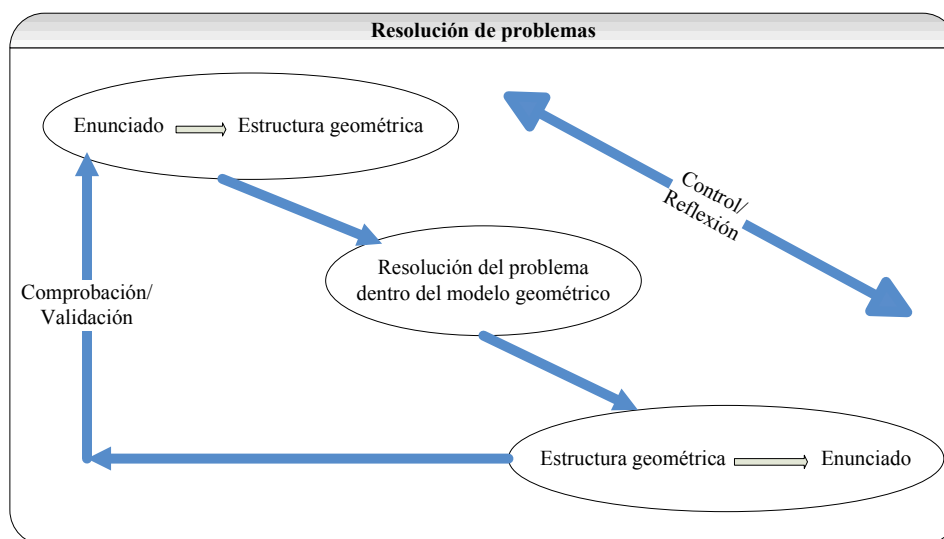 Resolución de problemas
Enunciado
Estructura geométrica
Control/
Reflexión
Resolución del problema
dentro del modelo geométrico
Comprobación/
Validación
Estructura geométrica
Enunciado